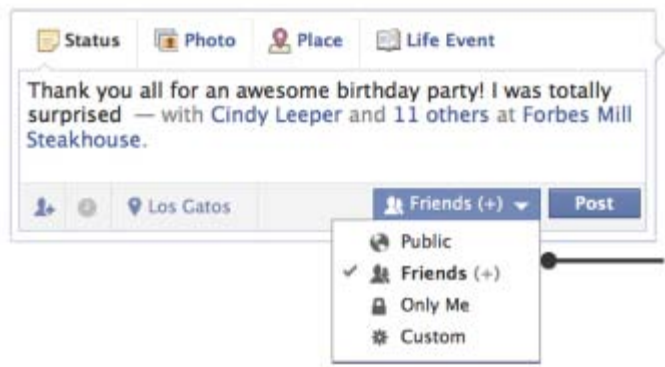 Status Photo Place Life Event
Thank you all for an awesome birthday party! I was totally
surprised — with Cindy Leeper and 11 others at Forbes Mill
Steakhouse.
Los Gatos Friends (+) Post
Public
Friends (+)
Only Me
Custom